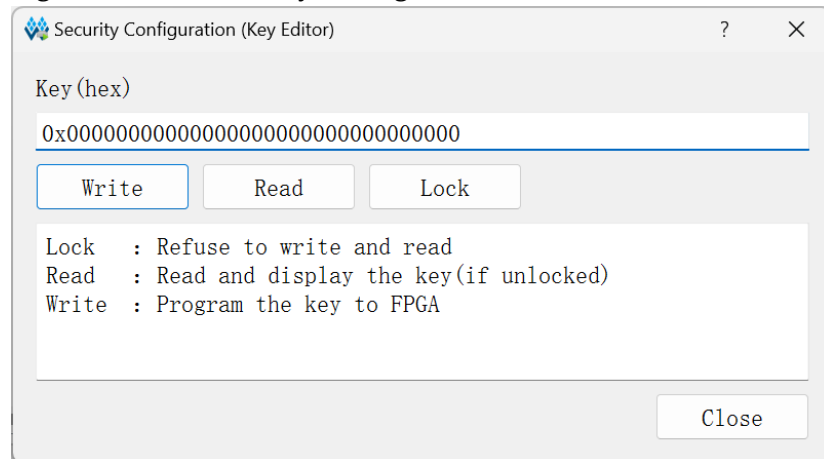 Security Configuration (Key Editor) ? ×
Key(hex)
0x00000000000000000000000000000000
Write Read Lock
Lock : Refuse to write and read
Read : Read and display the key(if unlocked)
Write : Program the key to FPGA
Close